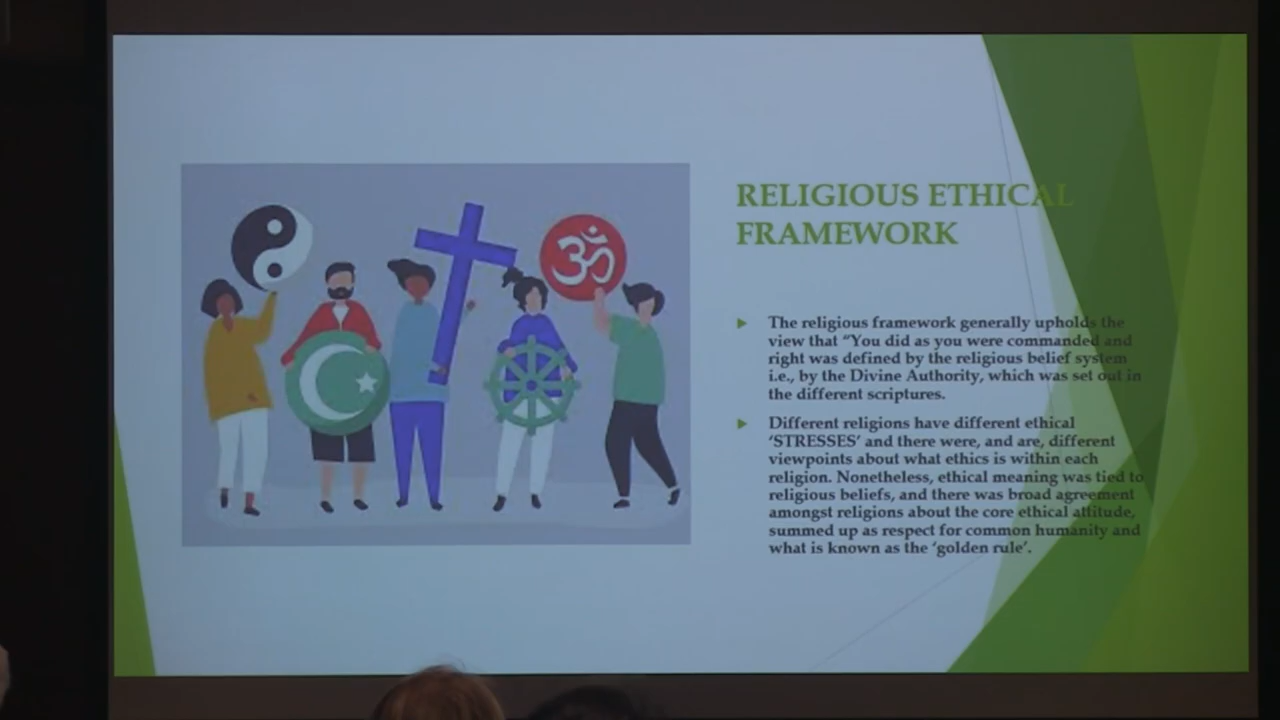 RELIGIOUS ETHICAL
FRAMEWORK
The religious framework generally upholds the
view that “You did as you were commanded and
right was defined by the religious belief system
i.e., by the Divine Authority, which was set out in
the different scriptures.
Different religions have different ethical
‘STRESSES’ and there were, and are, different
viewpoints about what ethics is within each
religion. Nonetheless, ethical meaning was tied to
religious beliefs, and there was broad agreement
amongst religions about the core ethical attitude,
summed up as respect for common humanity and
what is known as the ‘golden rule’.
ॐ